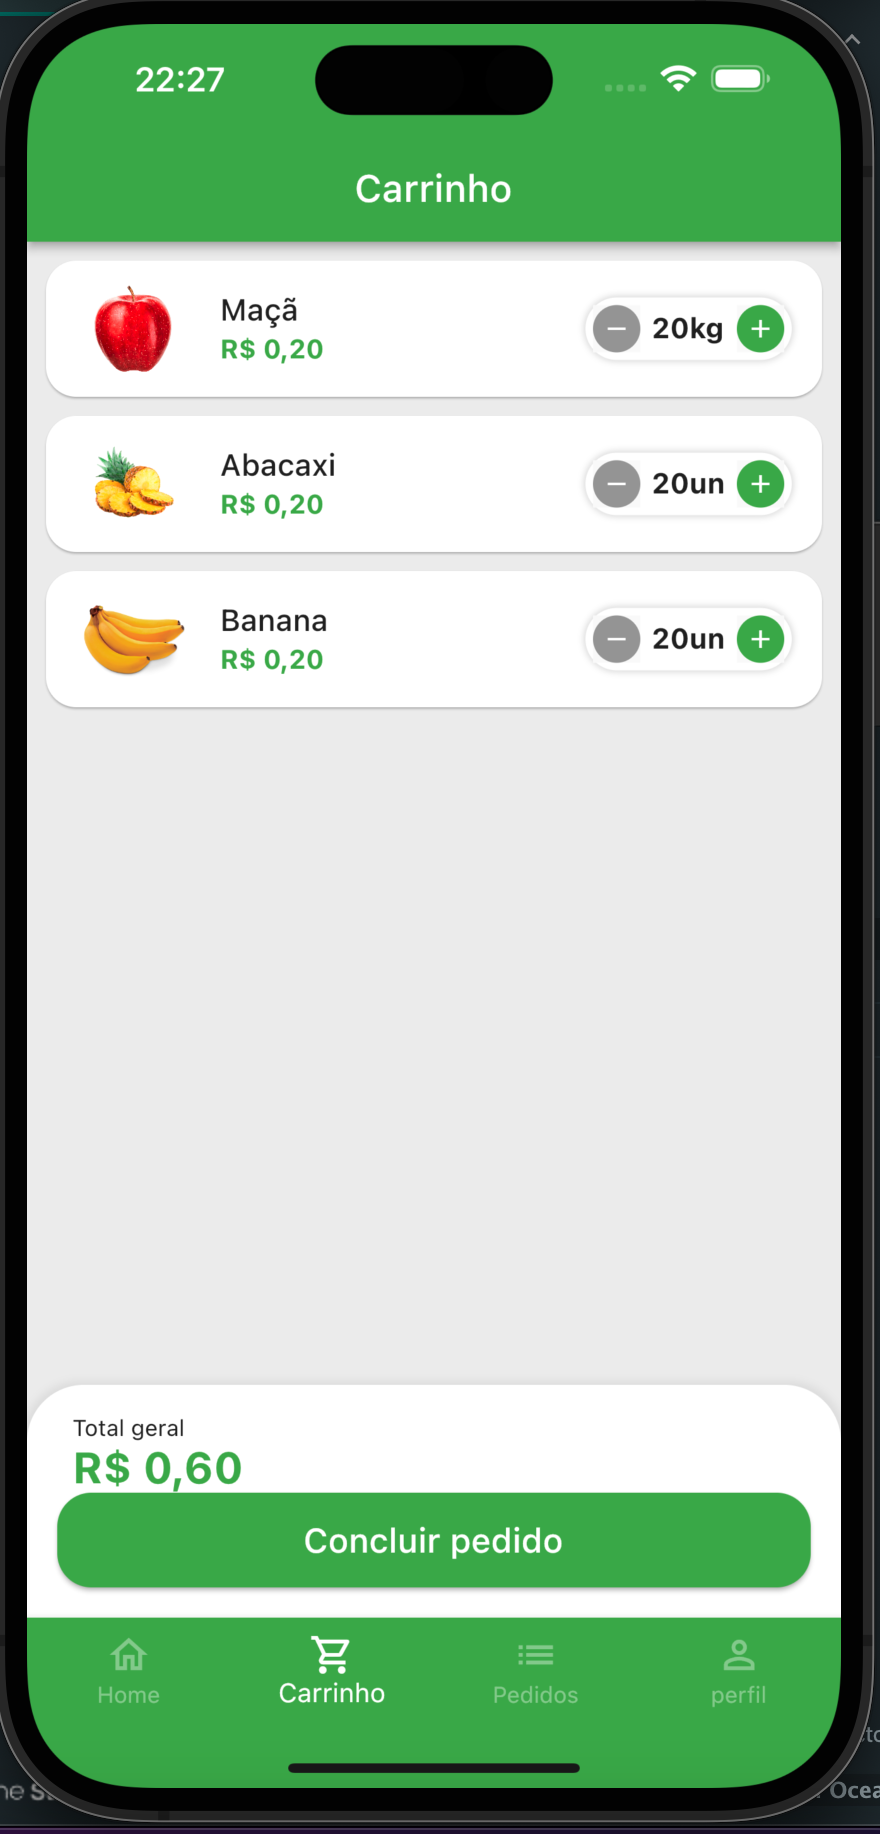 22:27
Carrinho
Maçã
R$ 0,20
20kg
Abacaxi
R$ 0,20
20un
Banana
R$ 0,20
20un
Total geral
R$ 0,60
Concluir pedido
Home
Carrinho
Pedidos
perfil